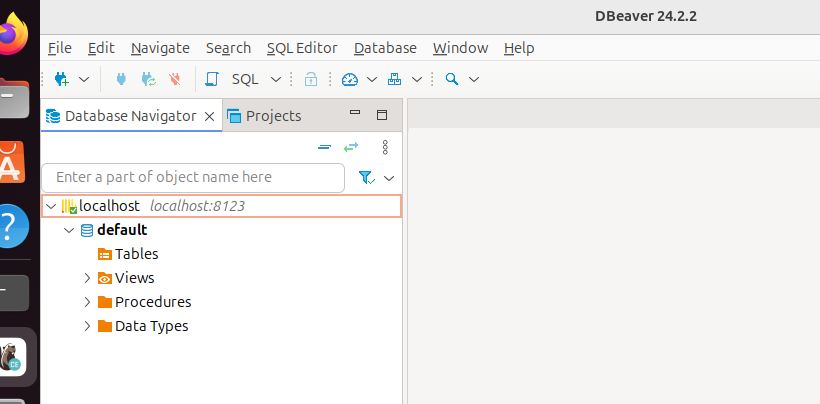 DBeaver 24.2.2
File Edit Navigate Search SQL Editor Database Window Help
SQL
Database Navigator Projects
Enter a part of object name here
localhost localhost:8123
default
Tables
Views
Procedures
Data Types